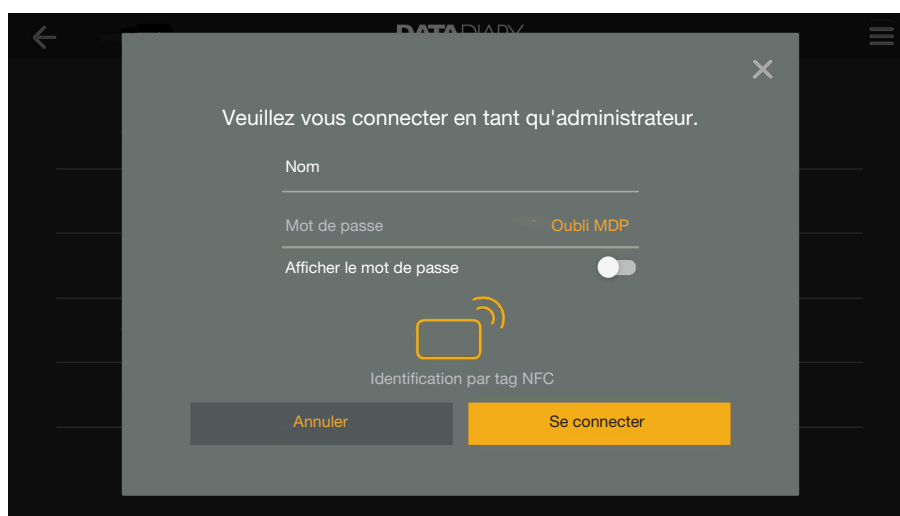 DATADIARY
Veuillez vous connecter en tant qu'administrateur.
Nom
Mot de passe Oubli MDP
Afficher le mot de passe
Identification par tag NFC
Annuler Se connecter